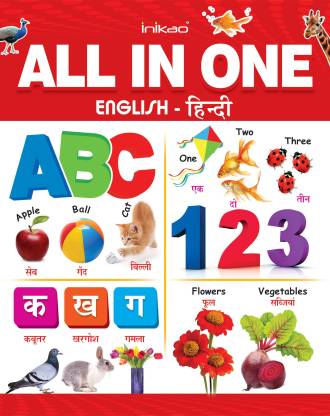 inikao
ALL IN ONE
ENGLISH - हिन्दी
ABC
Apple Ball Cat
सेब गेंद बिल्ली
One Two Three
एक दो तीन
123
क ख ग
कबूतर खरगोश गमला
Flowers Vegetables
फूल सब्जियां